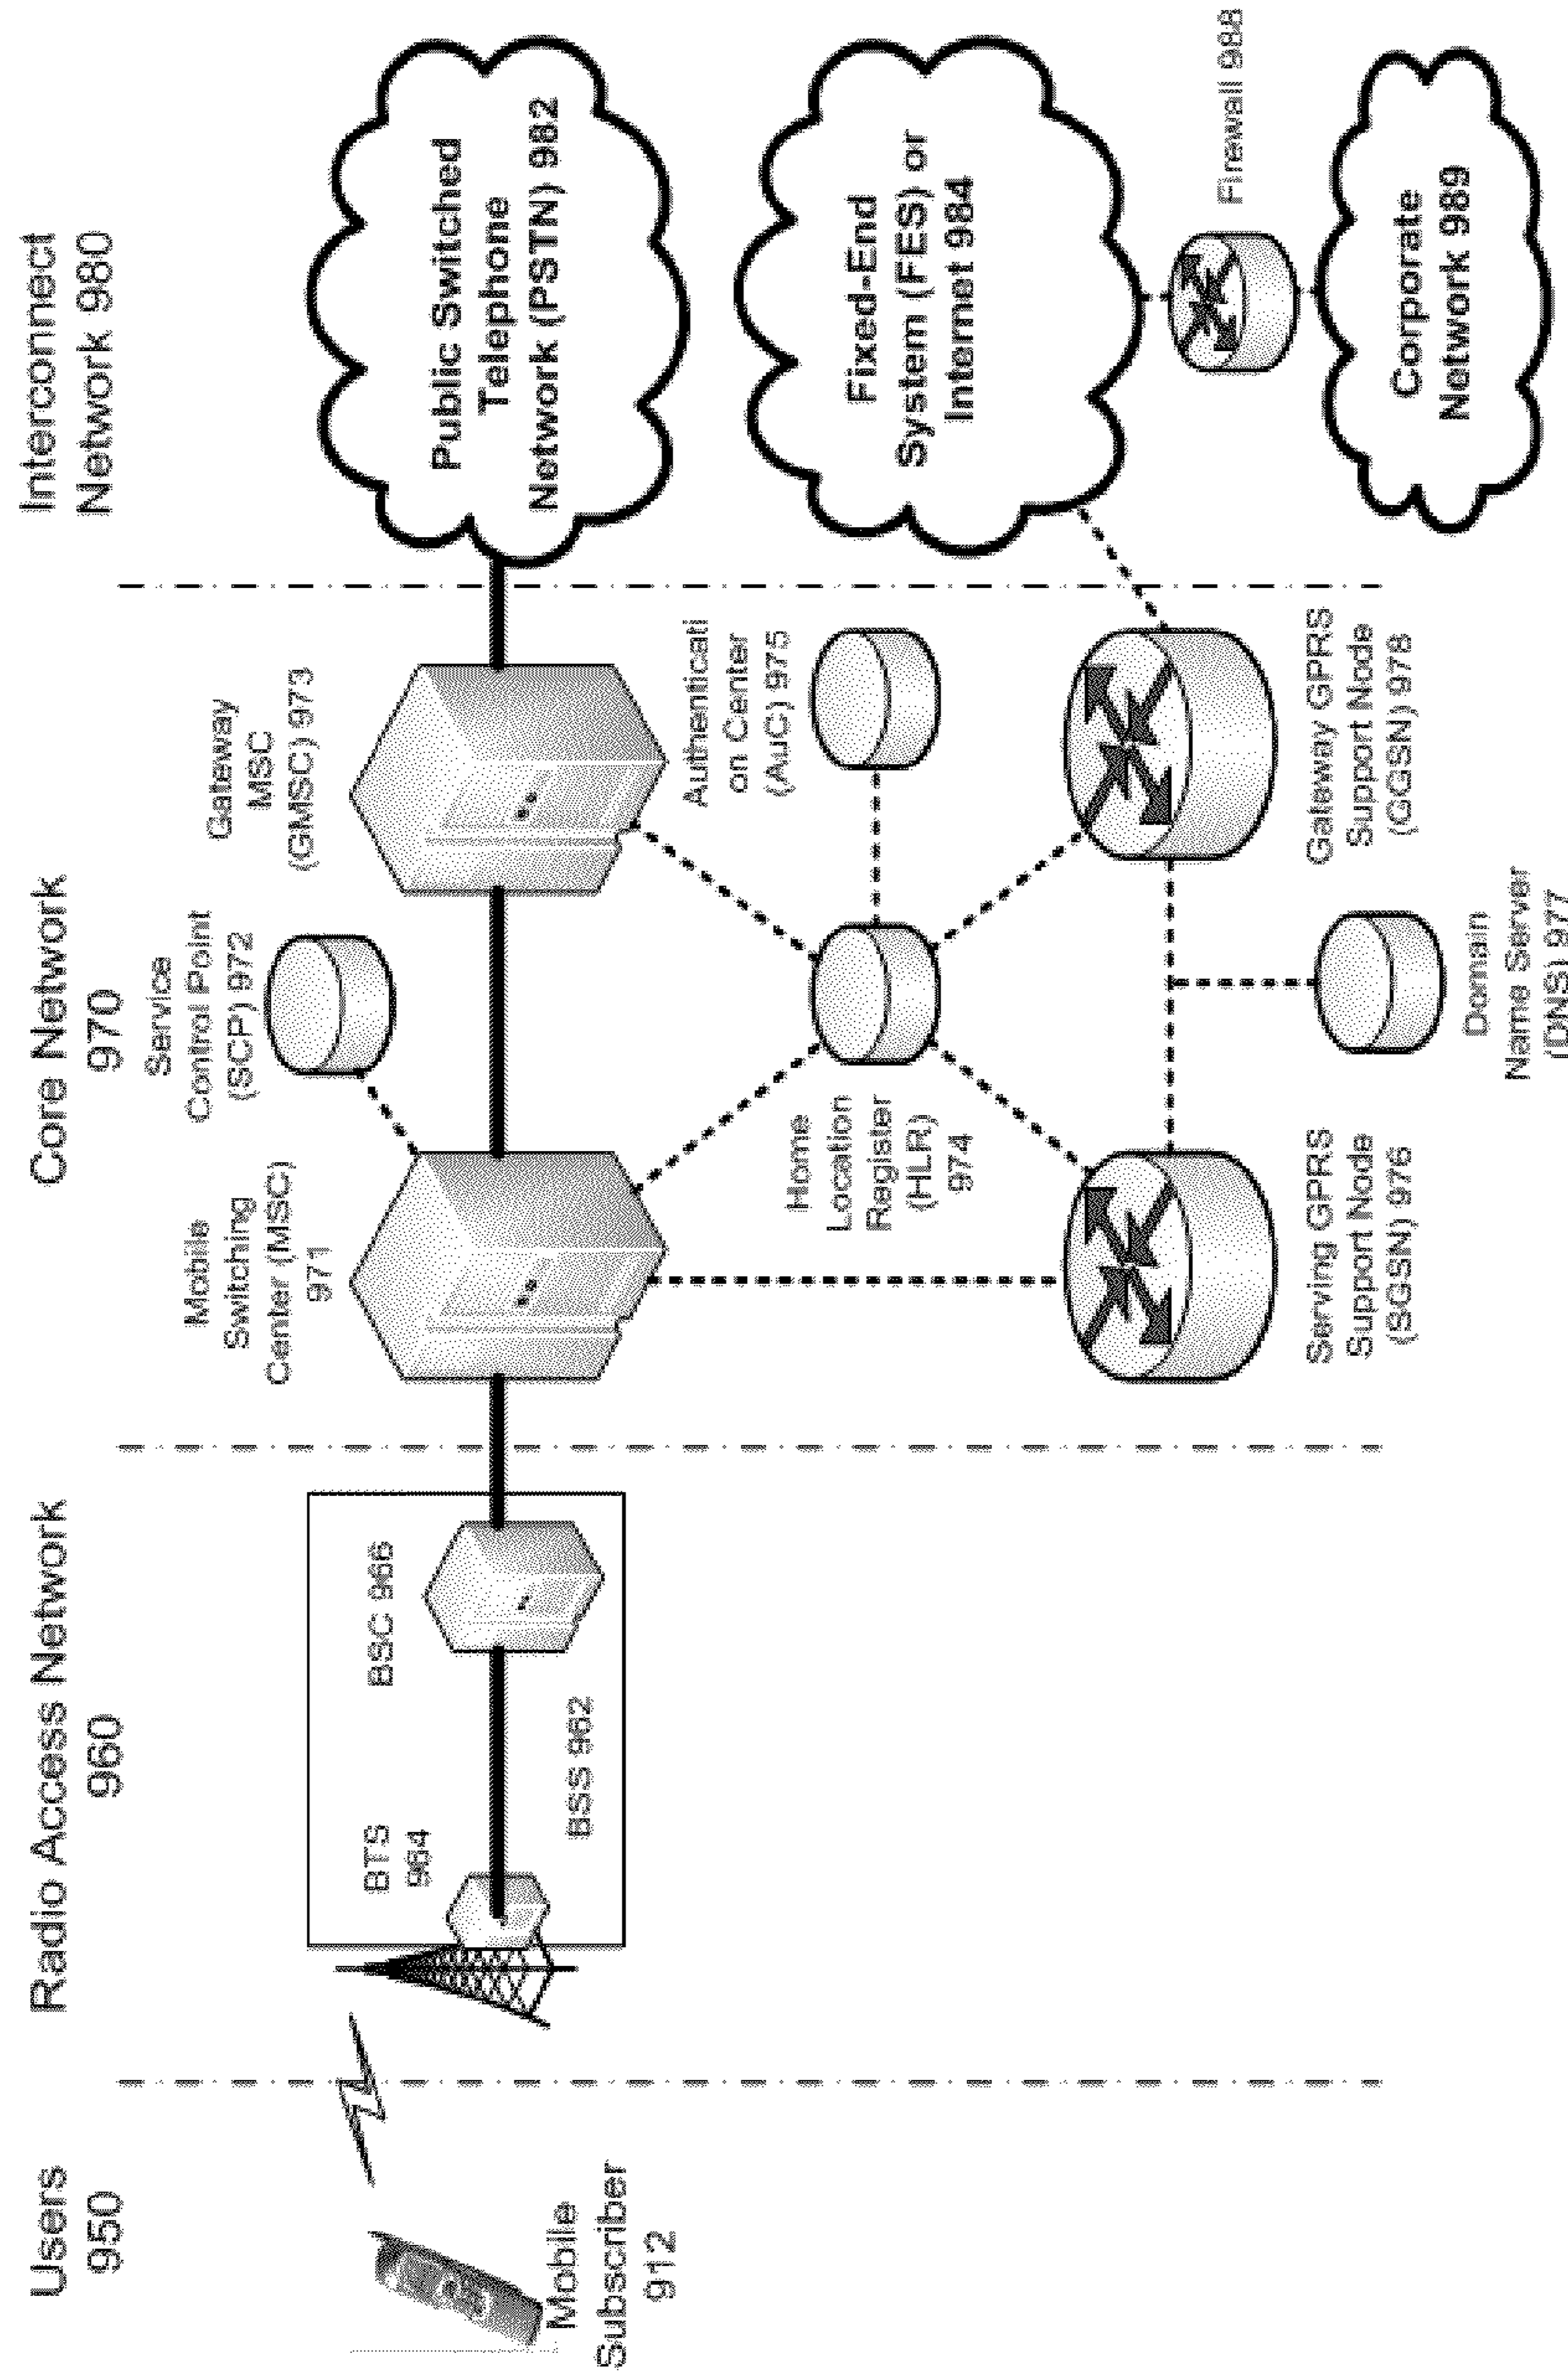 Users
950
Radio Access Network
960
Core Network
970
Interconnect
Network 980
Mobile
Subscriber
912
BTS
964
BSC 966
BSS 962
Mobile
Switching
Center (MSC)
971
Service
Control Point
(SCP) 972
Gateway
MSC
(GMSC) 973
Home
Location
Register
(HLR)
974
Authenticati
on Center
(AuC) 975
Serving GPRS
Support Node
(SGSN) 976
Domain
Name Server
(DNS) 977
Gateway GPRS
Support Node
(GGSN) 978
Public Switched
Telephone
Network (PSTN) 982
Fixed-End
System (FES) or
Internet 984
Firewall 988
Corporate
Network 989